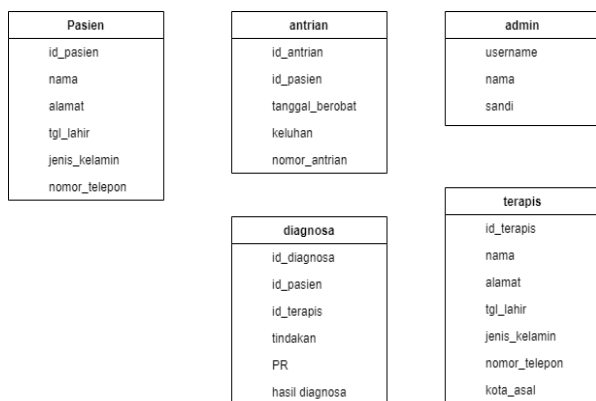 Pasien
id_pasien
nama
alamat
tgl_lahir
jenis_kelamin
nomor_telepon
antrian
id_antrian
id_pasien
tanggal_berobat
keluhan
nomor_antrian
admin
username
nama
sandi
diagnosa
id_diagnosa
id_pasien
id_terapis
tindakan
PR
hasil diagnosa
terapis
id_terapis
nama
alamat
tgl_lahir
jenis_kelamin
nomor_telepon
kota_asal